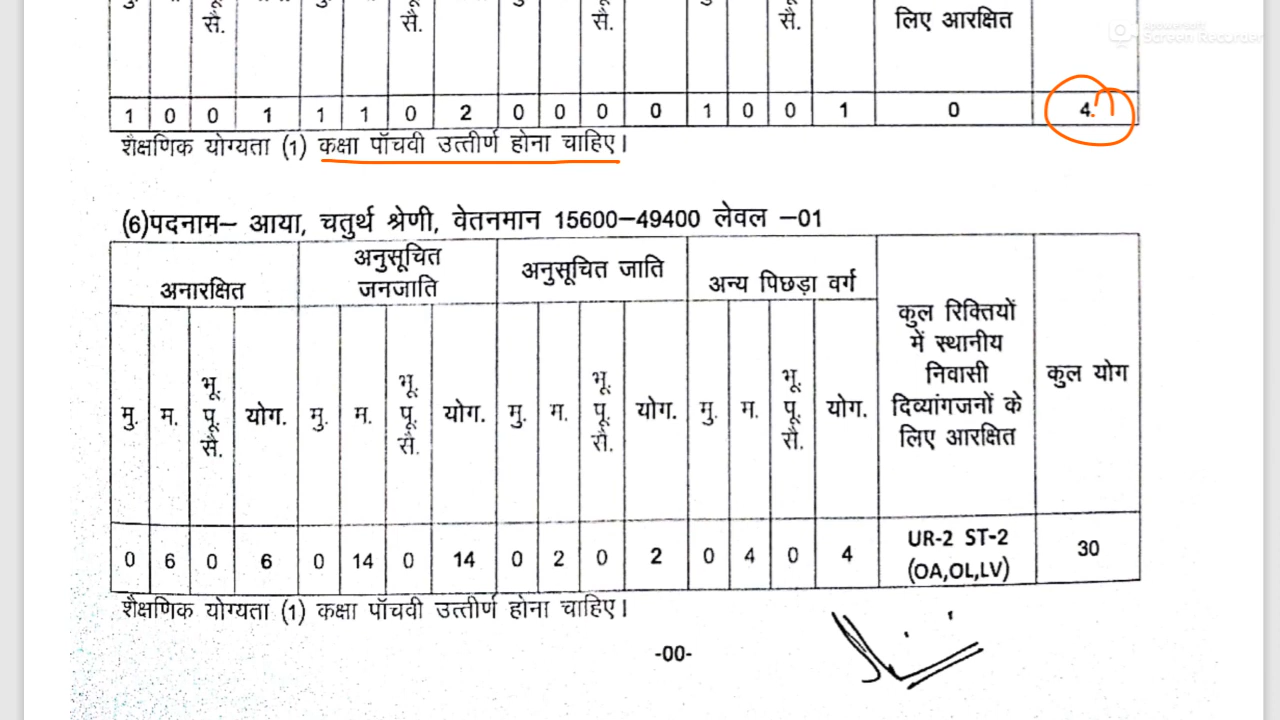 भू. पू. सै. भू. पू. सै. भू. पू. सै. भू. पू. सै. लिए आरक्षित
Apowersoft
Screen Recorder
1 0 0 1 1 1 0 2 0 0 0 0 1 0 0 1 0 4
शैक्षणिक योग्यता (1) कक्षा पॉचवी उत्तीर्ण होना चाहिए।
(6)पदनाम– आया, चतुर्थ श्रेणी, वेतनमान 15600–49400 लेवल –01
अनारक्षित
अनुसूचित
जनजाति
अनुसूचित जाति
अन्य पिछड़ा वर्ग
कुल रिक्तियों
में स्थानीय
निवासी
दिव्यांगजनों के
लिए आरक्षित
कुल योग
मु. म. भू. पू. सै. योग. मु. म. भू. पू. सै. योग. मु. म. भू. पू. सै. योग. मु. म. भू. पू. सै. योग.
0 6 0 6 0 14 0 14 0 2 0 2 0 4 0 4 UR-2 ST-2 30
(OA,OL,LV)
शैक्षणिक योग्यता (1) कक्षा पॉचवी उत्तीर्ण होना चाहिए।
-00-